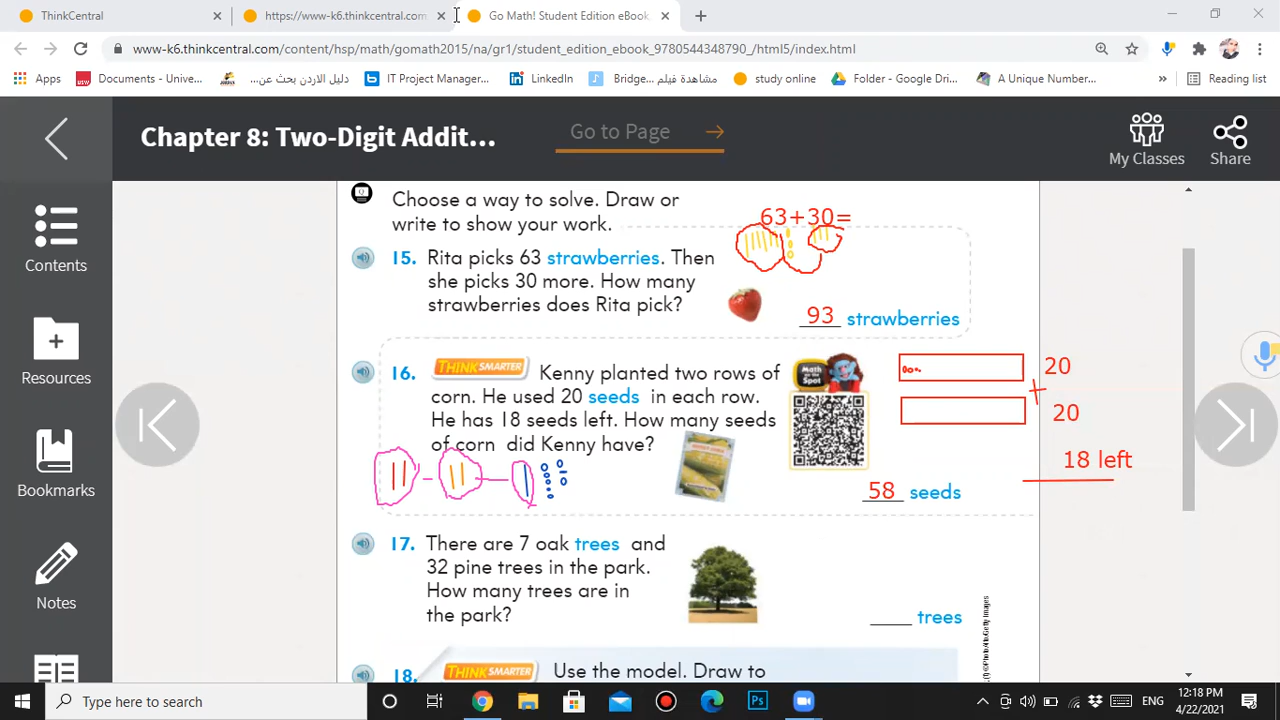 ThinkCentral
https://www-k6.thinkcentral.com
Go Math! Student Edition eBook
www-k6.thinkcentral.com/content/hsp/math/gomath2015/na/gr1/student_edition_ebook_9780544348790_/html5/index.html
Apps
Documents - Unive...
دليل الاردن بحث عن...
IT Project Manager...
LinkedIn
Bridge...
مشاهدة فيلم
study online
Folder - Google Driv...
A Unique Number...
»
Reading list
Chapter 8: Two-Digit Addit...
Go to Page
My Classes
Share
Contents
Resources
Bookmarks
Notes
Choose a way to solve. Draw or
write to show your work.
63+30=
15. Rita picks 63 strawberries. Then
she picks 30 more. How many
strawberries does Rita pick?
93 strawberries
16. THINK SMARTER Kenny planted two rows of
corn. He used 20 seeds in each row.
He has 18 seeds left. How many seeds
of corn did Kenny have?
Math on the Spot
20
+
20
18 left
58 seeds
17. There are 7 oak trees and
32 pine trees in the park.
How many trees are in
the park?
___ trees
18. THINK SMARTER Use the model. Draw to
Type here to search
Ps
ENG
12:18 PM
4/22/2021